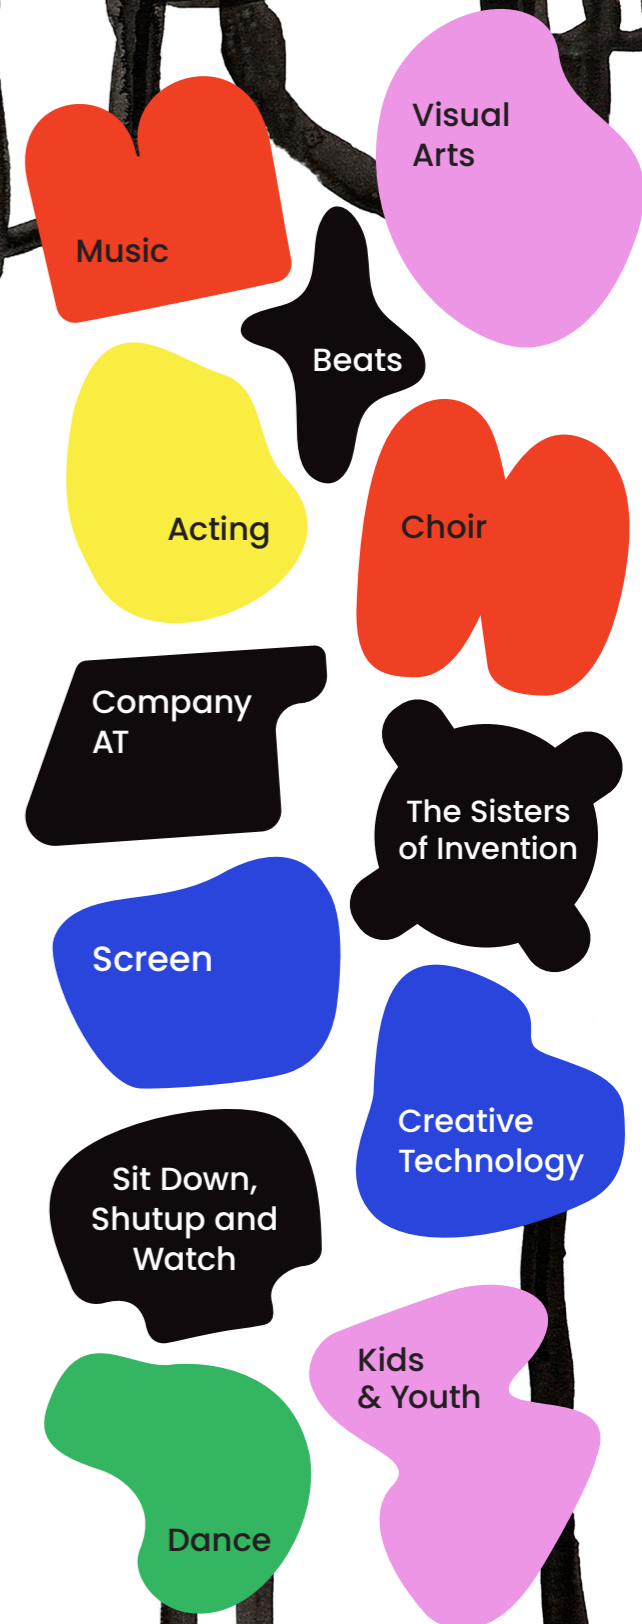 Visual
Arts
Music
Beats
Acting
Choir
Company
AT
The Sisters
of Invention
Screen
Creative
Technology
Sit Down,
Shutup and
Watch
Kids
& Youth
Dance